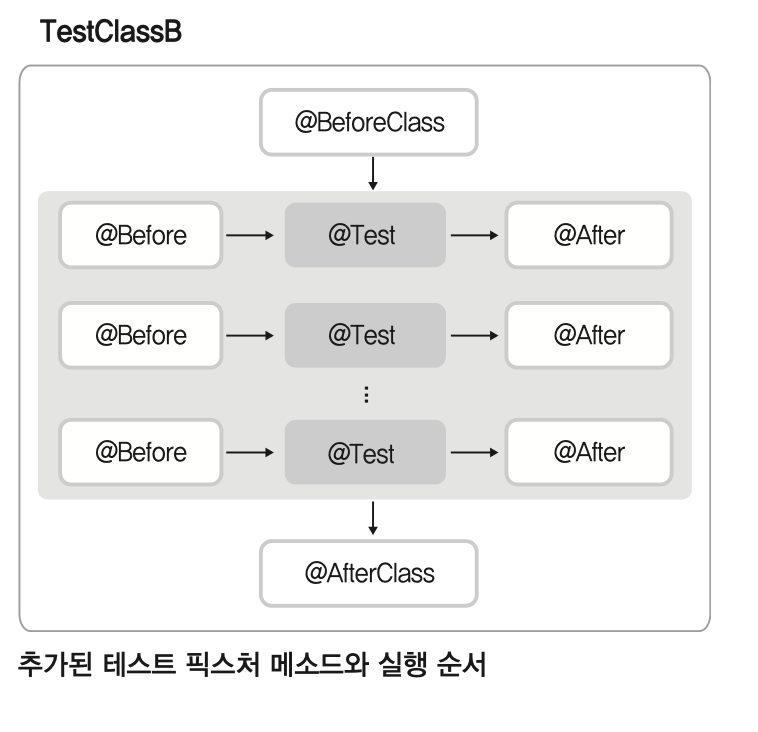 TestClassB
@BeforeClass
@Before @Test @After
@Before @Test @After
⋮
@Before @Test @After
@AfterClass
추가된 테스트 픽스처 메소드와 실행 순서